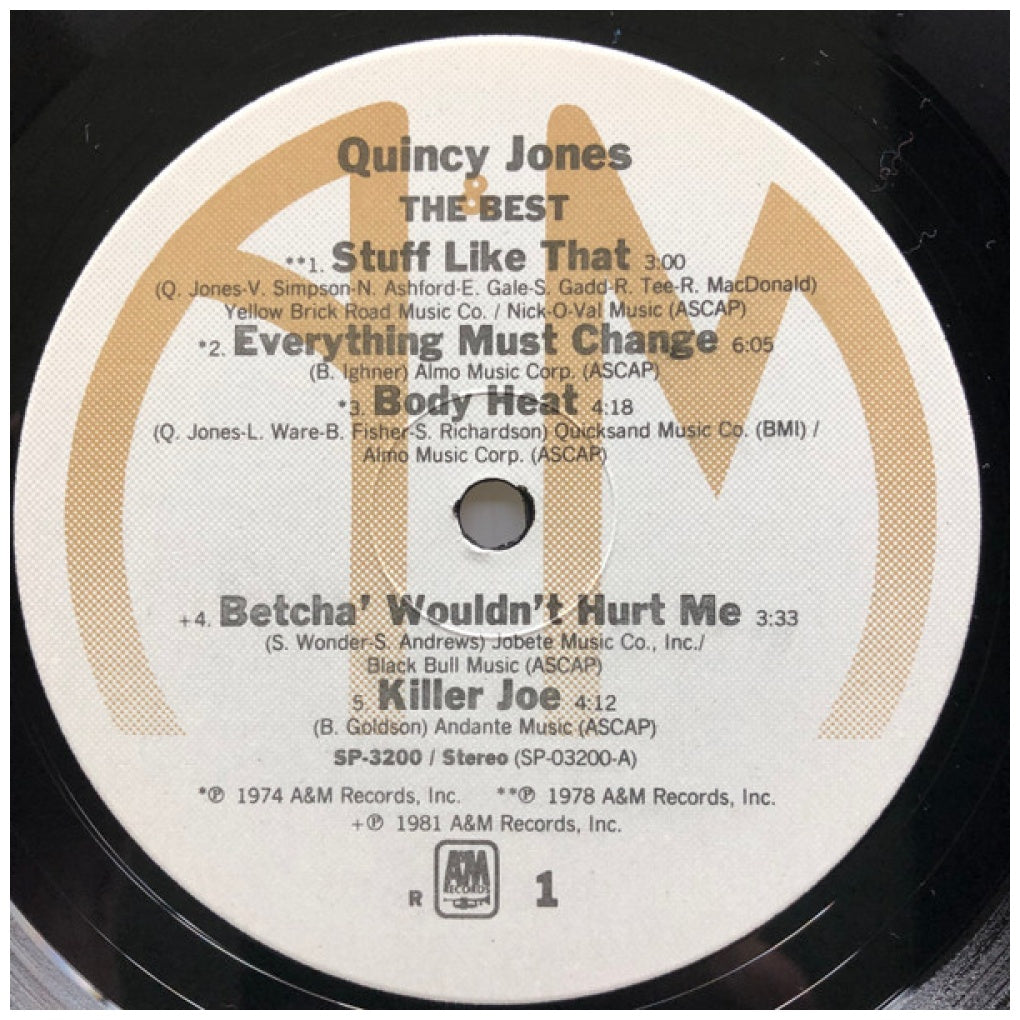 Quincy Jones
&
THE BEST
**1. Stuff Like That 3:00
(Q. Jones-V. Simpson-N. Ashford-E. Gale-S. Gadd-R. Tee-R. MacDonald)
Yellow Brick Road Music Co. / Nick-O-Val Music (ASCAP)
*2. Everything Must Change 6:05
(B. Ighner) Almo Music Corp. (ASCAP)
*3. Body Heat 4:18
(Q. Jones-L. Ware-B. Fisher-S. Richardson) Quicksand Music Co. (BMI) /
Almo Music Corp. (ASCAP)
+4. Betcha' Wouldn't Hurt Me 3:33
(S. Wonder-S. Andrews) Jobete Music Co., Inc./
Black Bull Music (ASCAP)
5. Killer Joe 4:12
(B. Goldson) Andante Music (ASCAP)
SP-3200 / Stereo (SP-03200-A)
*℗ 1974 A&M Records, Inc. **℗ 1978 A&M Records, Inc.
+℗ 1981 A&M Records, Inc.
R A&M RECORDS 1